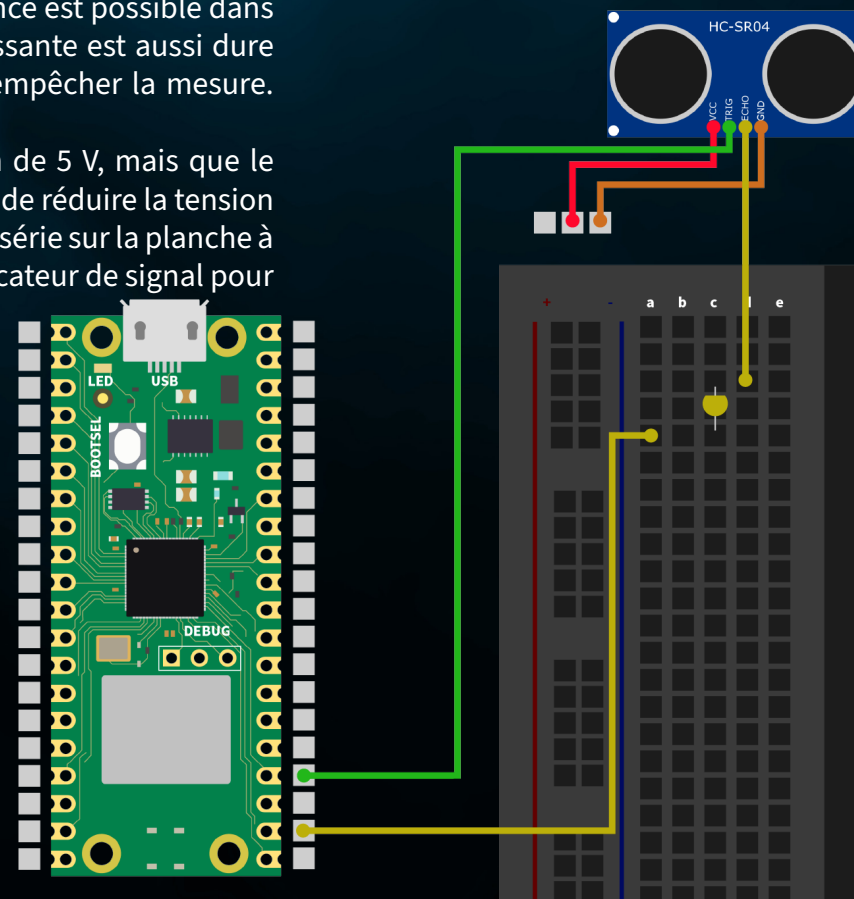 nce est possible dans
ssante est aussi dure
empêcher la mesure.
de 5 V, mais que le
de réduire la tension
série sur la planche à
cateur de signal pour
HC-SR04
VCC
TRIG
ECHO
GND
+ -
a b c d e
LED
USB
BOOTSEL
DEBUG